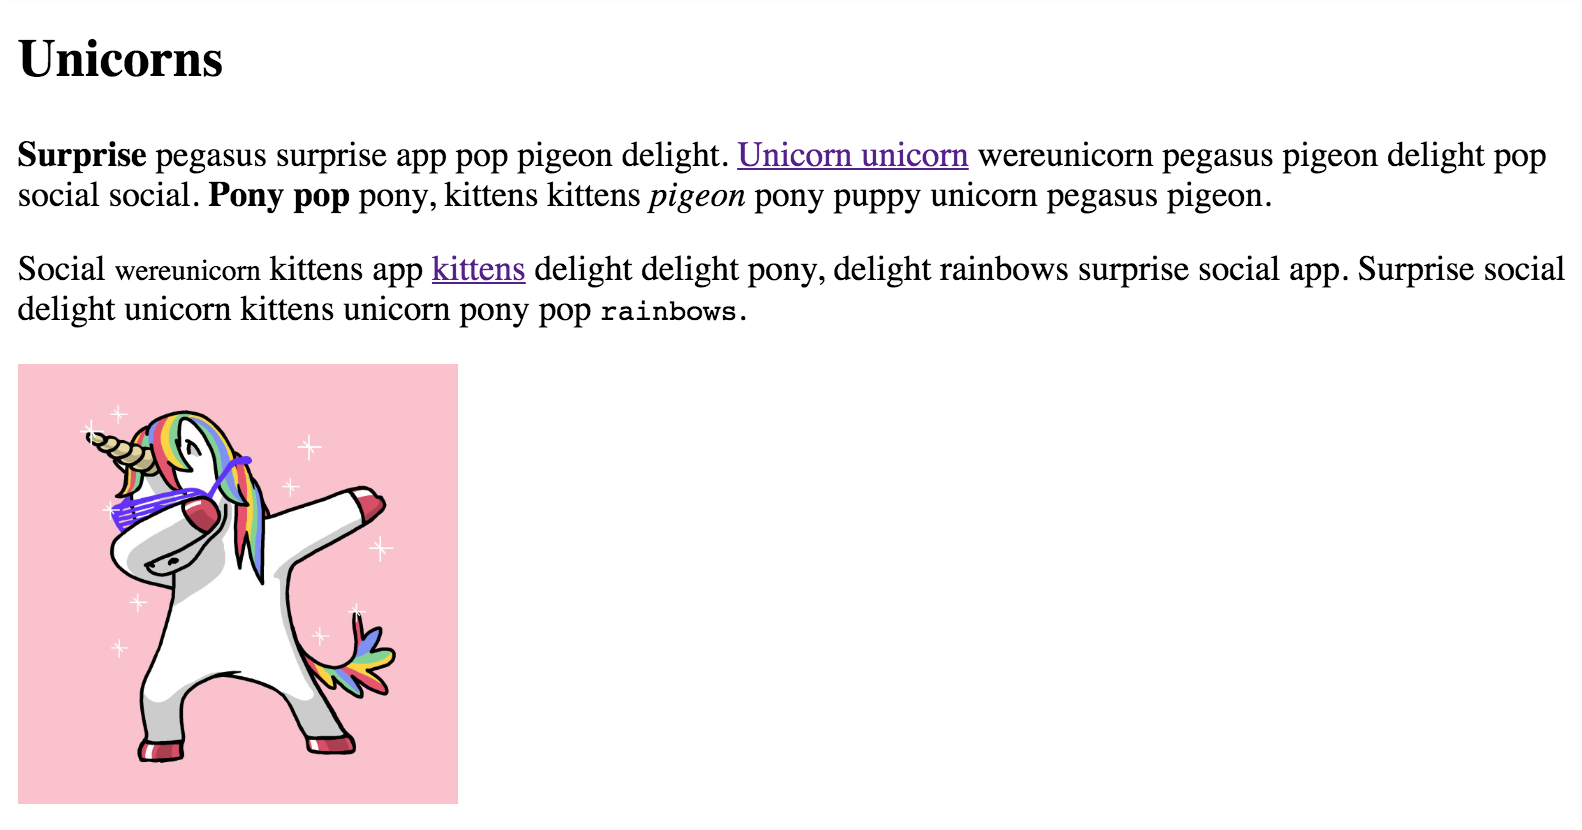 Unicorns
Surprise pegasus surprise app pop pigeon delight. Unicorn unicorn wereunicorn pegasus pigeon delight pop
social social. Pony pop pony, kittens kittens pigeon pony puppy unicorn pegasus pigeon.
Social wereunicorn kittens app kittens delight delight pony, delight rainbows surprise social app. Surprise social
delight unicorn kittens unicorn pony pop rainbows.